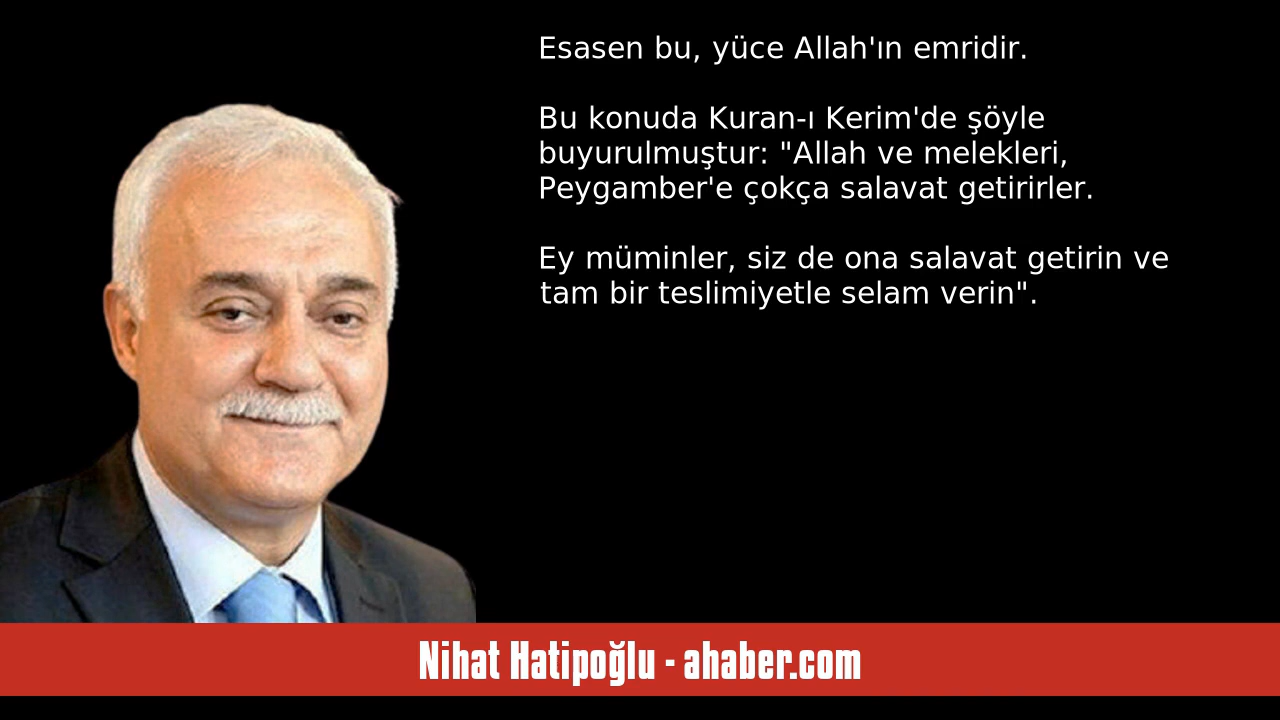 Esasen bu, yüce Allah'ın emridir.
Bu konuda Kuran-ı Kerim'de şöyle
buyurulmuştur: "Allah ve melekleri,
Peygamber'e çokça salavat getirirler.
Ey müminler, siz de ona salavat getirin ve
tam bir teslimiyetle selam verin".
Nihat Hatipoğlu - ahaber.com